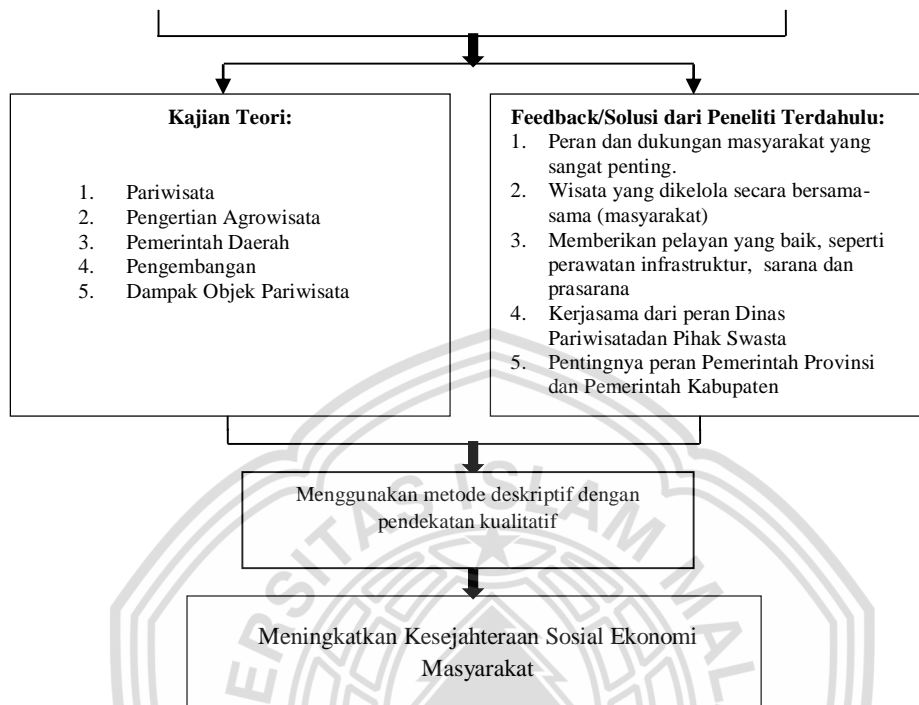 Kajian Teori:
1. Pariwisata
2. Pengertian Agrowisata
3. Pemerintah Daerah
4. Pengembangan
5. Dampak Objek Pariwisata
Feedback/Solusi dari Peneliti Terdahulu:
1. Peran dan dukungan masyarakat yang
sangat penting.
2. Wisata yang dikelola secara bersama-
sama (masyarakat)
3. Memberikan pelayan yang baik, seperti
perawatan infrastruktur, sarana dan
prasarana
4. Kerjasama dari peran Dinas
Pariwisatadan Pihak Swasta
5. Pentingnya peran Pemerintah Provinsi
dan Pemerintah Kabupaten
Menggunakan metode deskriptif dengan
pendekatan kualitatif
Meningkatkan Kesejahteraan Sosial Ekonomi
Masyarakat
ERSITAS ISLAM MAL